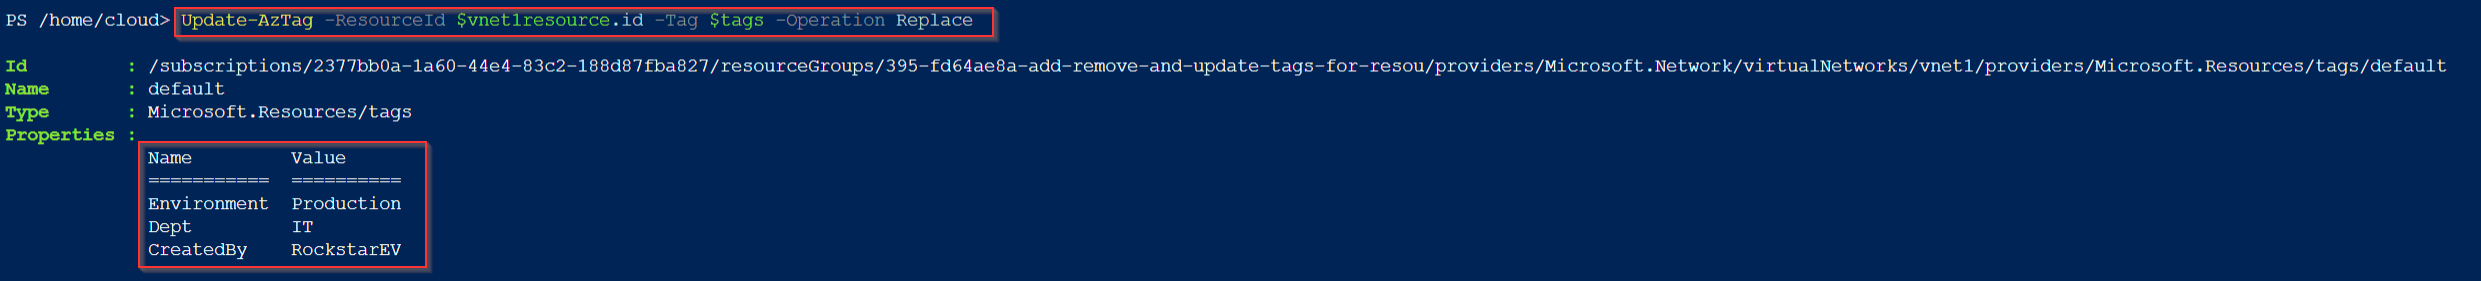 PS /home/cloud> Update-AzTag -ResourceId $vnet1resource.id -Tag $tags -Operation Replace
Id : /subscriptions/2377bb0a-1a60-44e4-83c2-188d87fba827/resourceGroups/395-fd64ae8a-add-remove-and-update-tags-for-resou/providers/Microsoft.Network/virtualNetworks/vnet1/providers/Microsoft.Resources/tags/default
Name : default
Type : Microsoft.Resources/tags
Properties :
Name Value
=========== ==========
Environment Production
Dept IT
CreatedBy RockstarEV